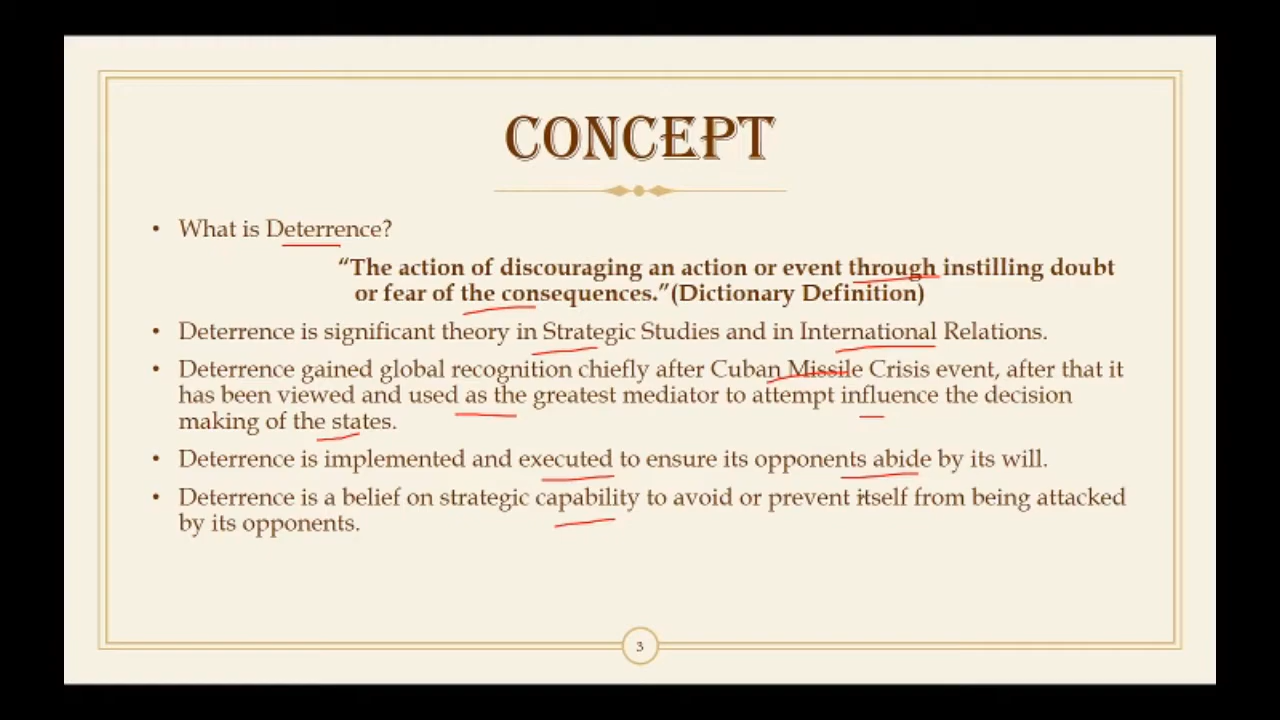 CONCEPT
• What is Deterrence?
“The action of discouraging an action or event through instilling doubt
or fear of the consequences.”(Dictionary Definition)
• Deterrence is significant theory in Strategic Studies and in International Relations.
• Deterrence gained global recognition chiefly after Cuban Missile Crisis event, after that it
has been viewed and used as the greatest mediator to attempt influence the decision
making of the states.
• Deterrence is implemented and executed to ensure its opponents abide by its will.
• Deterrence is a belief on strategic capability to avoid or prevent itself from being attacked
by its opponents.
3